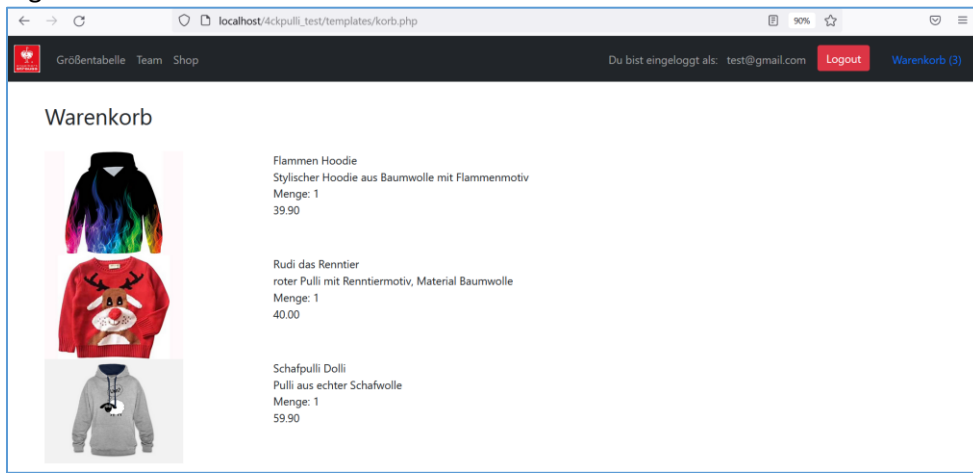 localhost/4ckpulli_test/templates/korb.php 90%
Größentabelle Team Shop Du bist eingeloggt als: test@gmail.com Logout Warenkorb (3)
Warenkorb
Flammen Hoodie
Stylischer Hoodie aus Baumwolle mit Flammenmotiv
Menge: 1
39.90
Rudi das Renntier
roter Pulli mit Renntiermotiv, Material Baumwolle
Menge: 1
40.00
Schafpulli Dolli
Pulli aus echter Schafwolle
Menge: 1
59.90